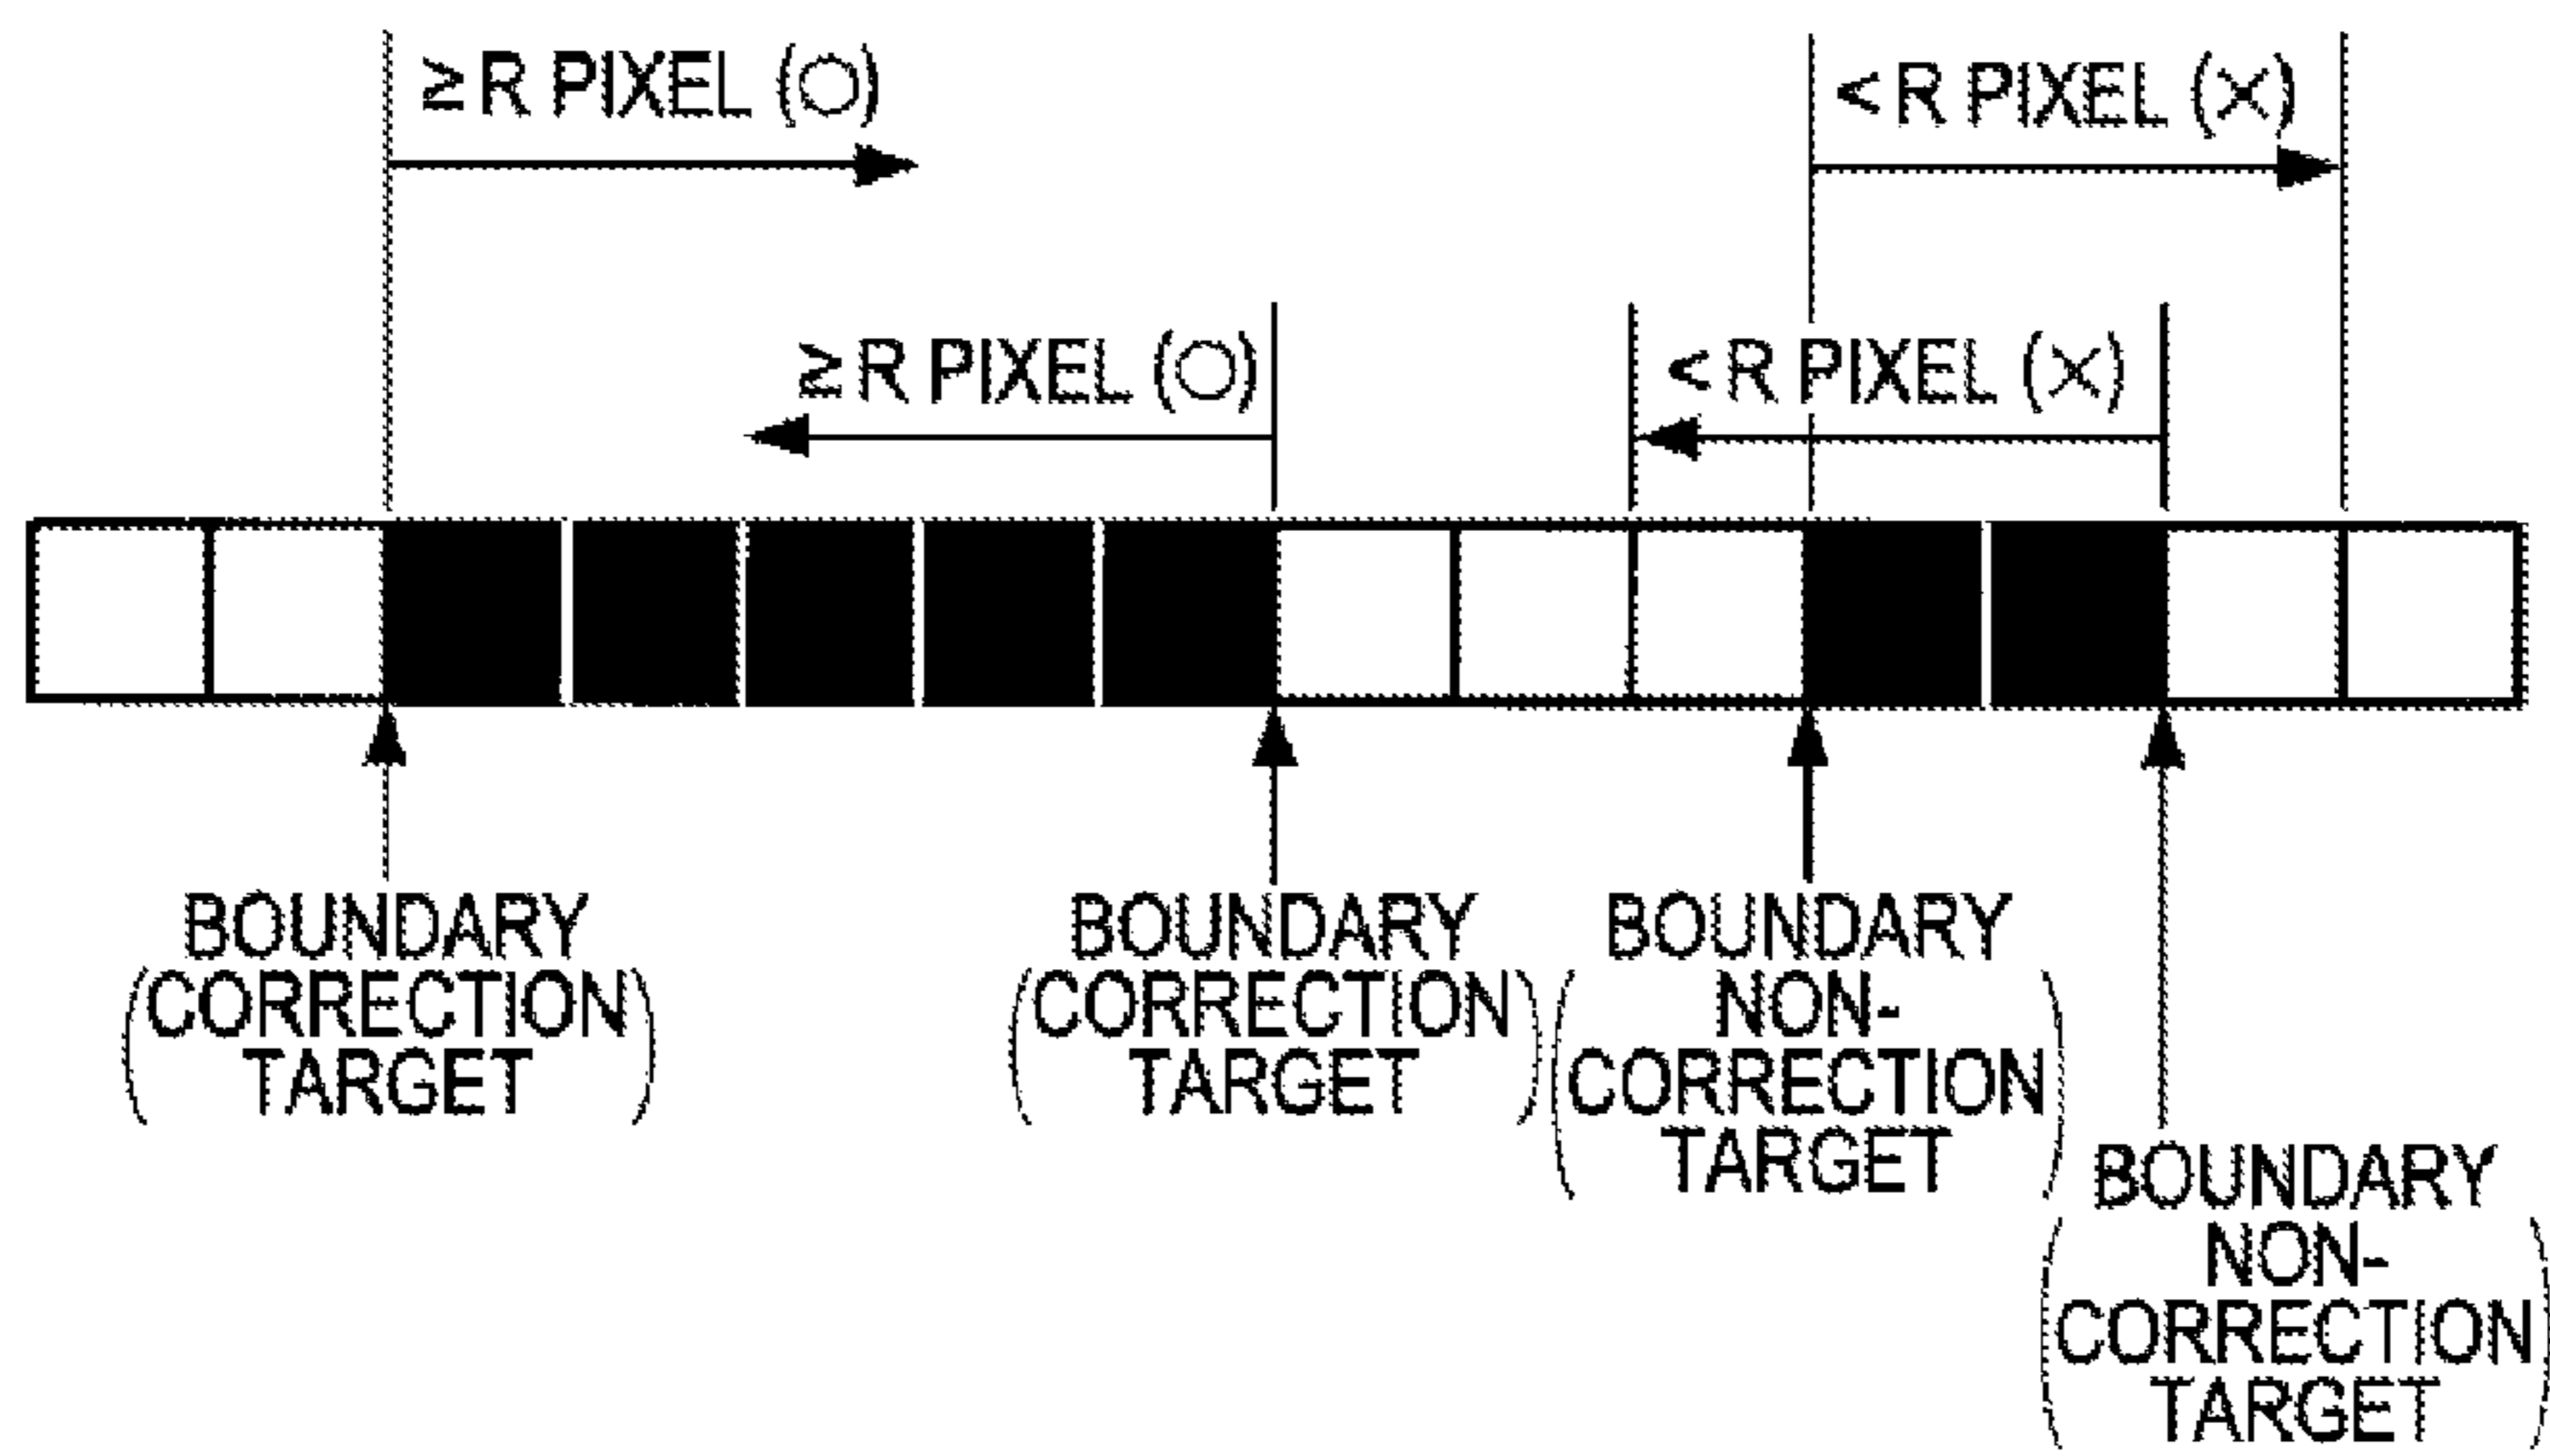 ≥ R PIXEL (○)
< R PIXEL (×)
≥ R PIXEL (○)
< R PIXEL (×)
BOUNDARY
(CORRECTION
TARGET)
BOUNDARY
(CORRECTION
TARGET)
BOUNDARY
(NON-
CORRECTION
TARGET)
BOUNDARY
(NON-
CORRECTION
TARGET)